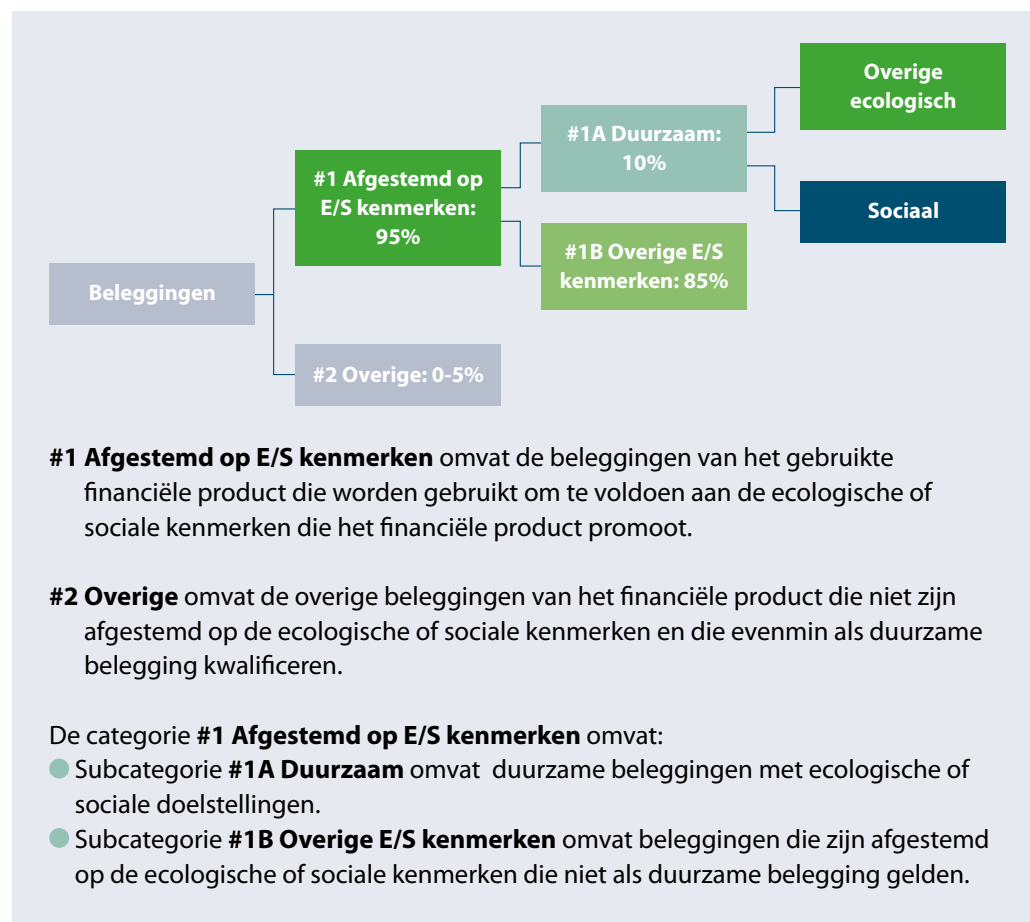 Overige
ecologisch
#1A Duurzaam:
10%
#1 Afgestemd op
E/S kenmerken:
95%
Sociaal
#1B Overige E/S
kenmerken: 85%
Beleggingen
#2 Overige: 0-5%
#1 Afgestemd op E/S kenmerken omvat de beleggingen van het gebruikte
financiële product die worden gebruikt om te voldoen aan de ecologische of
sociale kenmerken die het financiële product promoot.
#2 Overige omvat de overige beleggingen van het financiële product die niet zijn
afgestemd op de ecologische of sociale kenmerken en die evenmin als duurzame
belegging kwalificeren.
De categorie #1 Afgestemd op E/S kenmerken omvat:
Subcategorie #1A Duurzaam omvat duurzame beleggingen met ecologische of
sociale doelstellingen.
Subcategorie #1B Overige E/S kenmerken omvat beleggingen die zijn afgestemd
op de ecologische of sociale kenmerken die niet als duurzame belegging gelden.